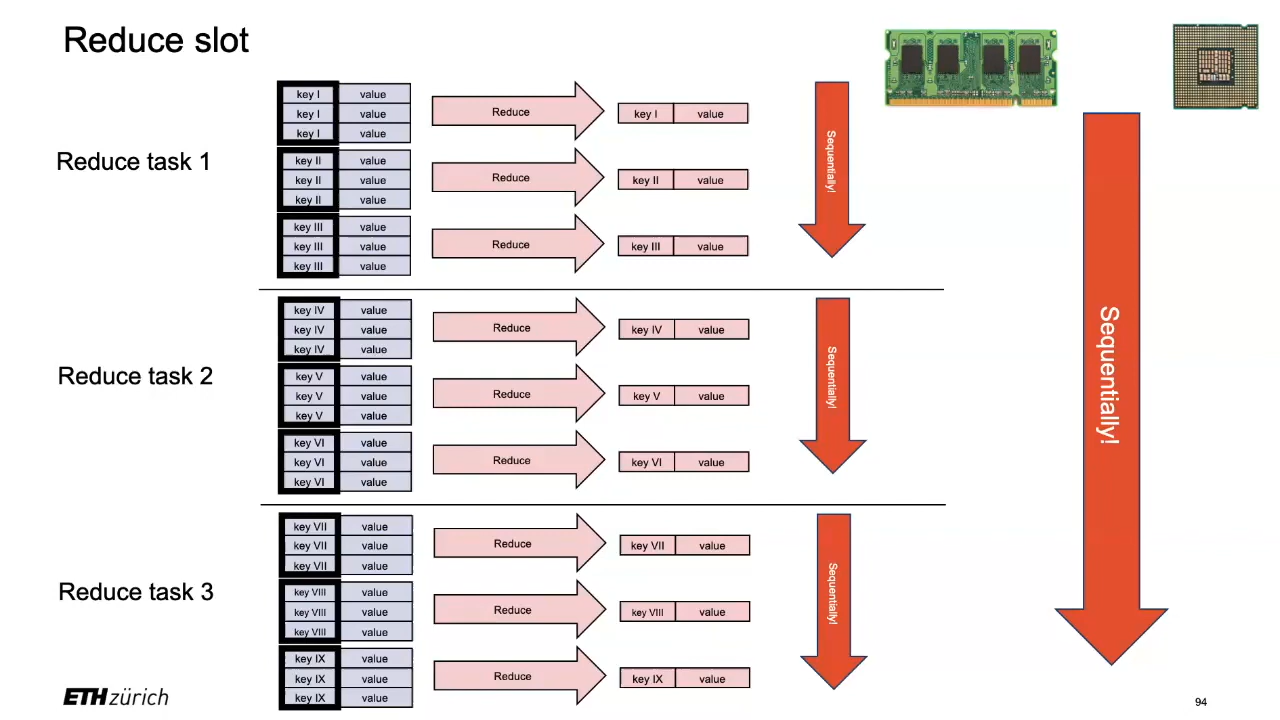 Reduce slot
Reduce task 1
key I value
key I value
key I value
Reduce
key I value
key II value
key II value
key II value
Reduce
key II value
key III value
key III value
key III value
Reduce
key III value
Sequentially!
Reduce task 2
key IV value
key IV value
key IV value
Reduce
key IV value
key V value
key V value
key V value
Reduce
key V value
key VI value
key VI value
key VI value
Reduce
key VI value
Sequentially!
Reduce task 3
key VII value
key VII value
key VII value
Reduce
key VII value
key VIII value
key VIII value
key VIII value
Reduce
key VIII value
key IX value
key IX value
key IX value
Reduce
key IX value
Sequentially!
Sequentially!
ETH zürich
94